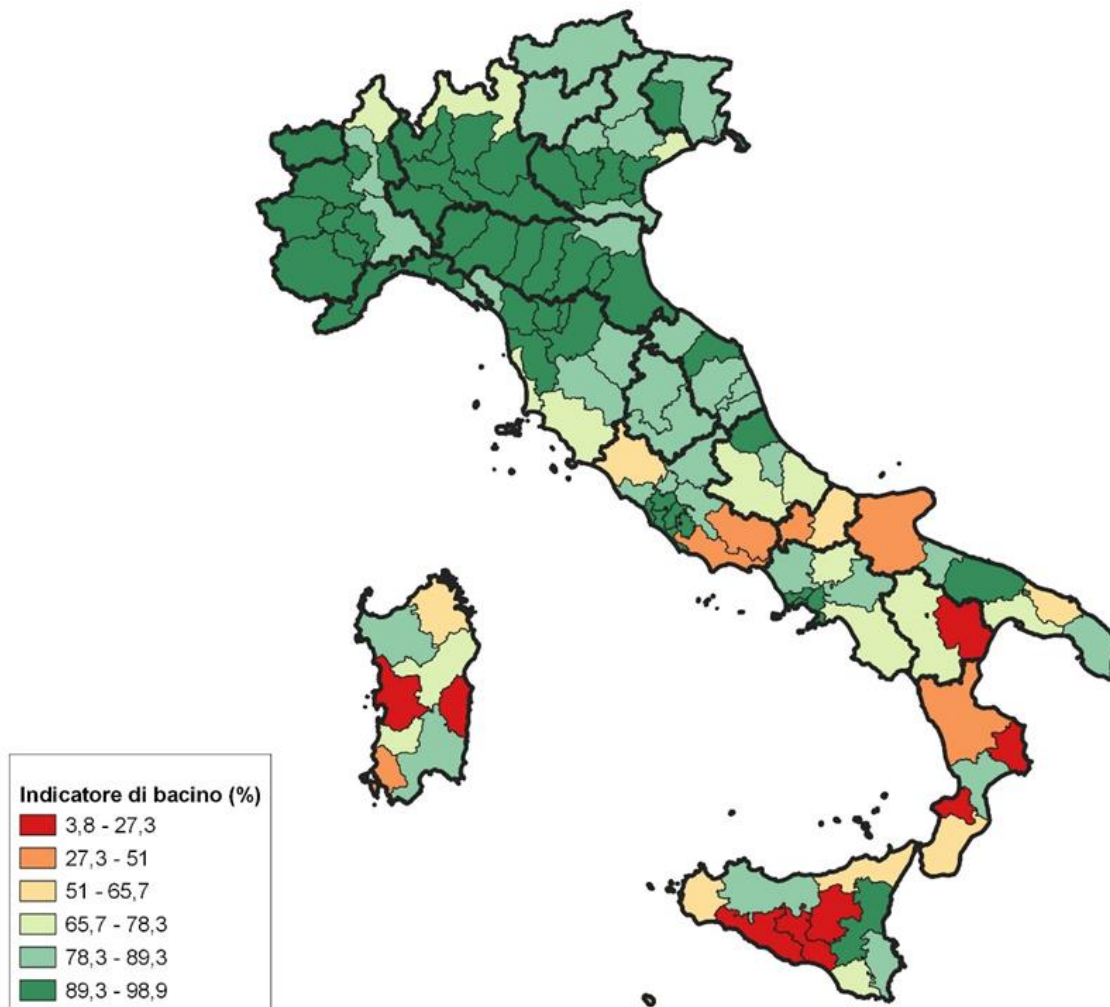 Indicatore di bacino (%)
3,8 - 27,3
27,3 - 51
51 - 65,7
65,7 - 78,3
78,3 - 89,3
89,3 - 98,9